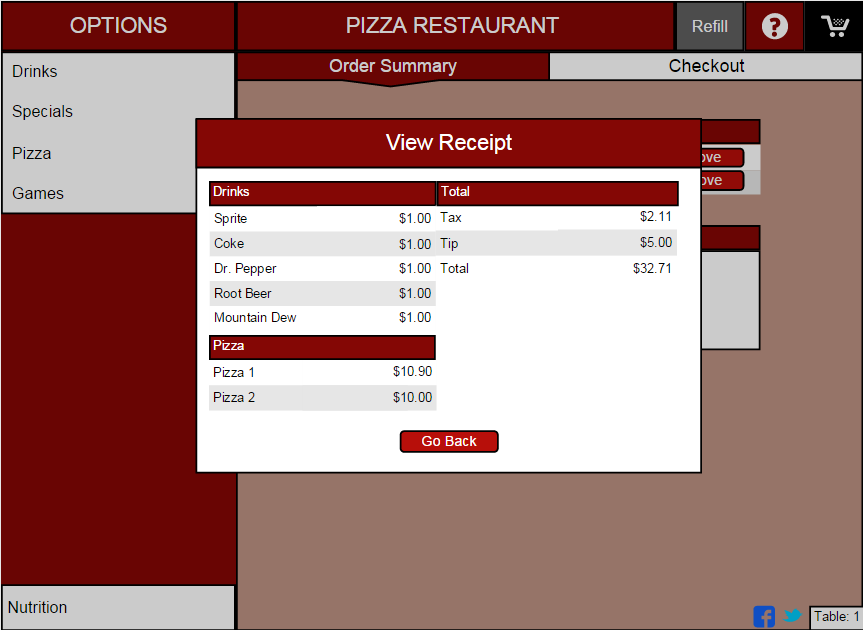 OPTIONS
PIZZA RESTAURANT
Refill
?
Drinks
Specials
Pizza
Games
Order Summary
Checkout
View Receipt
Drinks
Sprite $1.00
Coke $1.00
Dr. Pepper $1.00
Root Beer $1.00
Mountain Dew $1.00
Pizza
Pizza 1 $10.90
Pizza 2 $10.00
Total
Tax $2.11
Tip $5.00
Total $32.71
Go Back
ove
ove
Nutrition
f
Table: 1